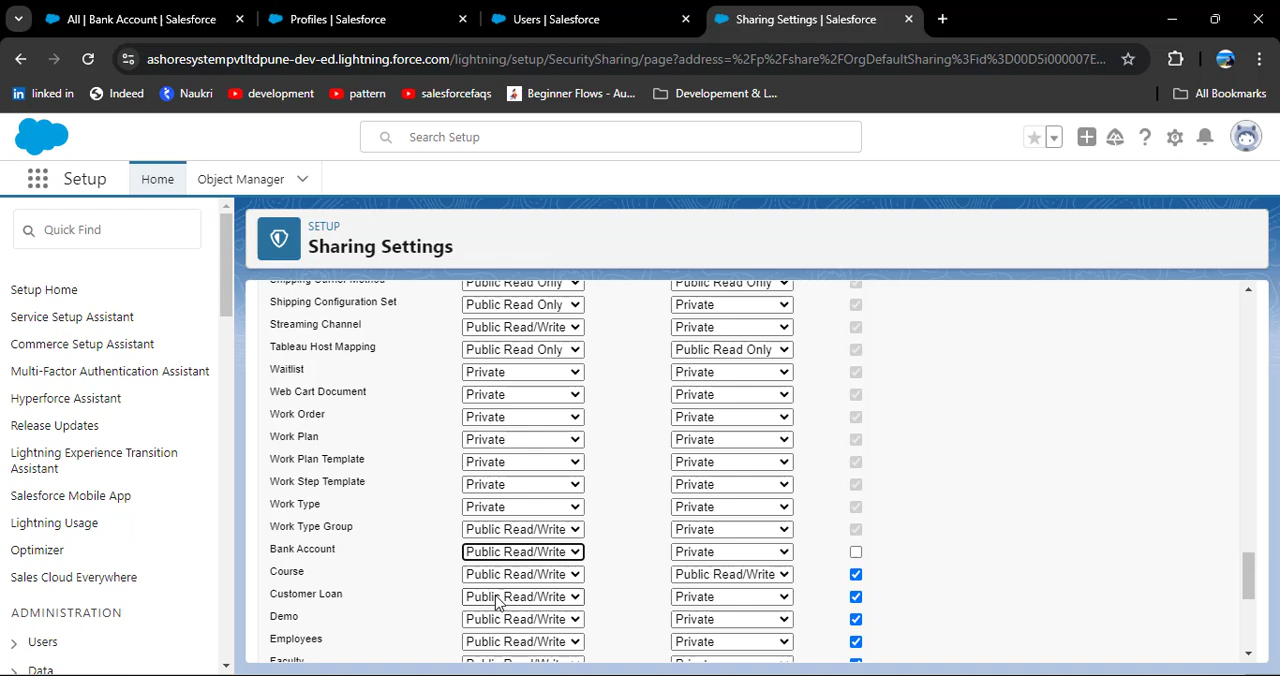 All | Bank Account | Salesforce
Profiles | Salesforce
Users | Salesforce
Sharing Settings | Salesforce
ashoresystempvtltdpune-dev-ed.lightning.force.com/lightning/setup/SecuritySharing/page?address=%2Fp%2Fshare%2FOrgDefaultSharing%3Fid%3D00D5i000007E...
linked in
Indeed
Naukri
development
pattern
salesforcefaqs
Beginner Flows - Au...
Developement & L...
All Bookmarks
Search Setup
Setup
Home
Object Manager
Quick Find
Setup Home
Service Setup Assistant
Commerce Setup Assistant
Multi-Factor Authentication Assistant
Hyperforce Assistant
Release Updates
Lightning Experience Transition
Assistant
Salesforce Mobile App
Lightning Usage
Optimizer
Sales Cloud Everywhere
ADMINISTRATION
Users
Data
SETUP
Sharing Settings
Shipping Carrier Method Public Read Only Public Read Only
Shipping Configuration Set Public Read Only Private
Streaming Channel Public Read/Write Private
Tableau Host Mapping Public Read Only Public Read Only
Waitlist Private Private
Web Cart Document Private Private
Work Order Private Private
Work Plan Private Private
Work Plan Template Private Private
Work Step Template Private Private
Work Type Private Private
Work Type Group Public Read/Write Private
Bank Account Public Read/Write Private
Course Public Read/Write Public Read/Write
Customer Loan Public Read/Write Private
Demo Public Read/Write Private
Employees Public Read/Write Private
Faculty Public Read/Write Private